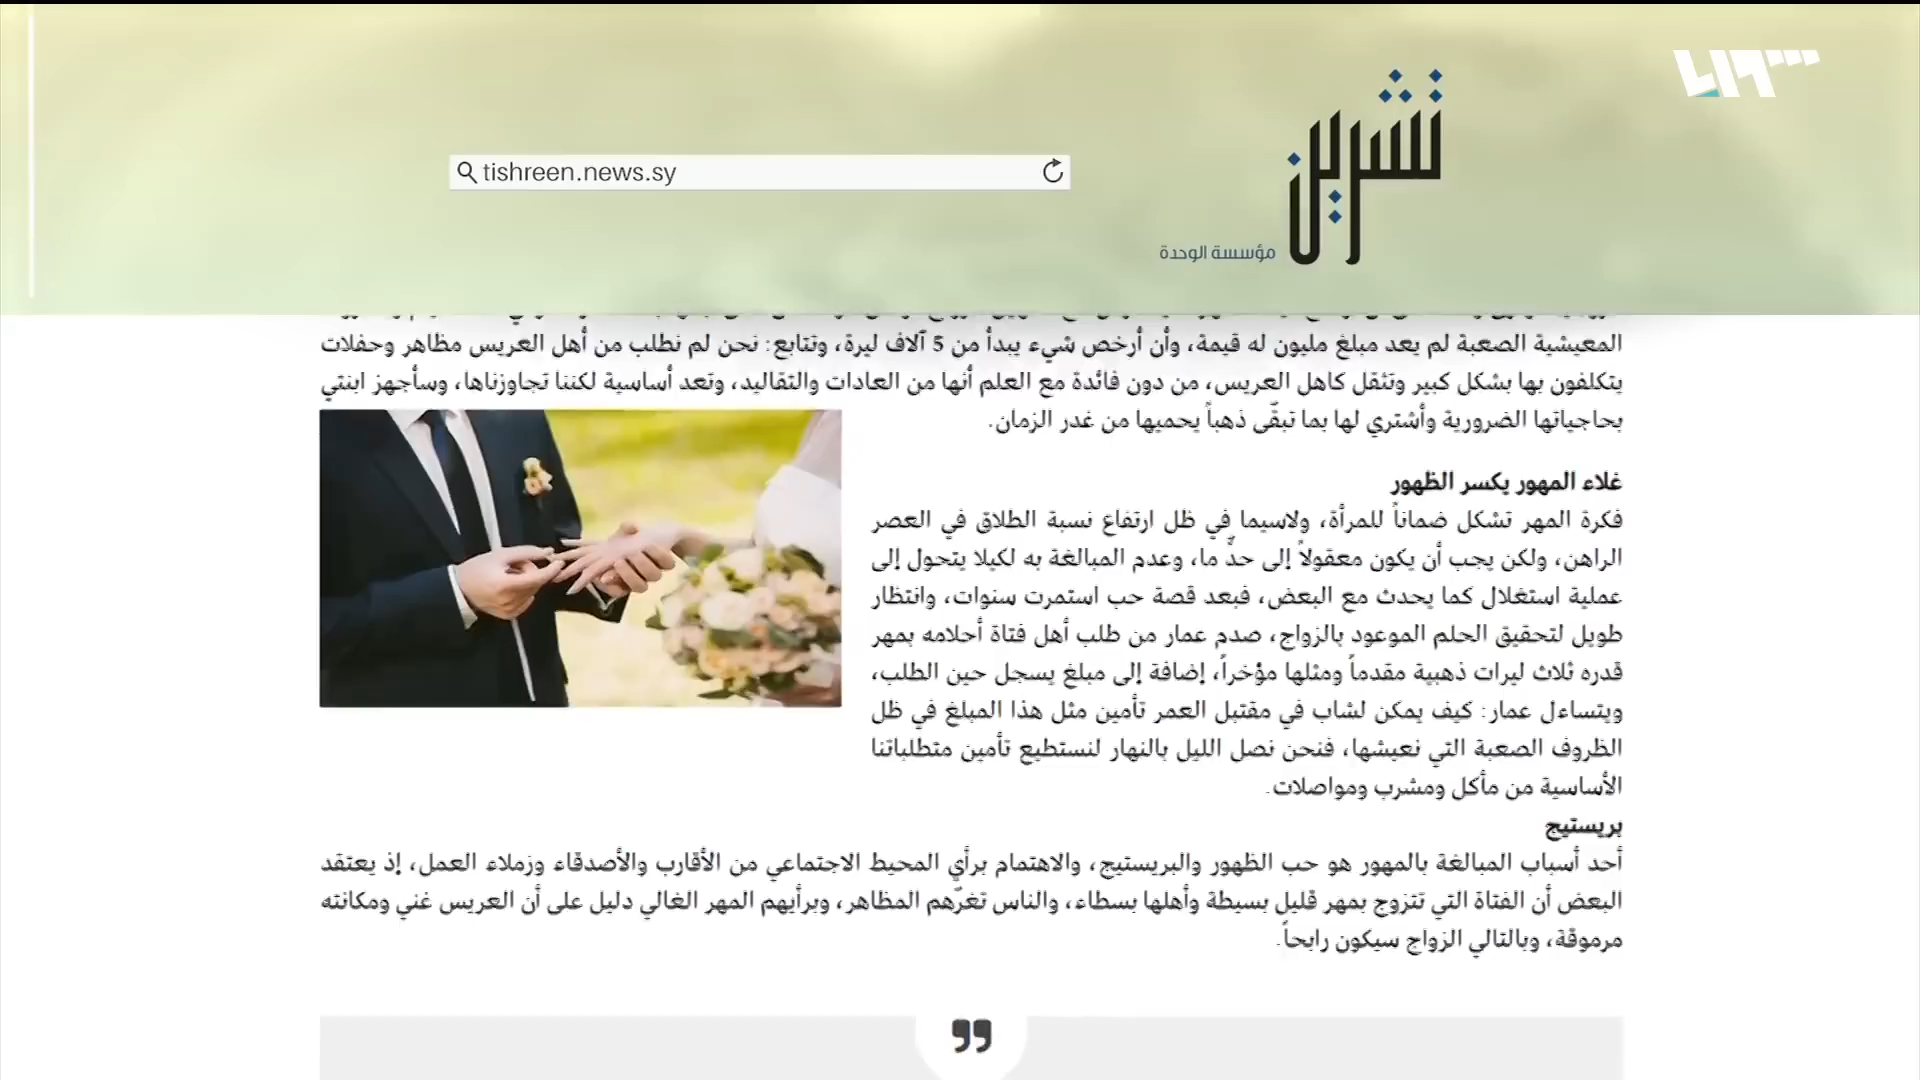 سوريا
tishreen.news.sy
تشرين
مؤسسة الوحدة
المعيشية الصعبة لم يعد مبلغ مليون له قيمة، وأن أرخص شيء يبدأ من 5 آلاف ليرة، وتتابع: نحن لم نطلب من أهل العريس مظاهر وحفلات
يتكلفون بها بشكل كبير وتثقل كاهل العريس، من دون فائدة مع العلم أنها من العادات والتقاليد، وتعد أساسية لكننا تجاوزناها، وسأجهز ابنتي
بحاجياتها الضرورية وأشتري لها بما تبقّى ذهباً يحميها من غدر الزمان.
غلاء المهور يكسر الظهور
فكرة المهر تشكل ضماناً للمرأة، ولاسيما في ظل ارتفاع نسبة الطلاق في العصر
الراهن، ولكن يجب أن يكون معقولاً إلى حدٍّ ما، وعدم المبالغة به لكيلا يتحول إلى
عملية استغلال كما يحدث مع البعض، فبعد قصة حب استمرت سنوات، وانتظار
طويل لتحقيق الحلم الموعود بالزواج، صدم عمار من طلب أهل فتاة أحلامه بمهر
قدره ثلاث ليرات ذهبية مقدماً ومثلها مؤخراً، إضافة إلى مبلغ يسجل حين الطلب،
ويتساءل عمار: كيف يمكن لشاب في مقتبل العمر تأمين مثل هذا المبلغ في ظل
الظروف الصعبة التي نعيشها، فنحن نصل الليل بالنهار لنستطيع تأمين متطلباتنا
الأساسية من مأكل ومشرب ومواصلات.
بريستيج
أحد أسباب المبالغة بالمهور هو حب الظهور والبريستيج، والاهتمام برأي المحيط الاجتماعي من الأقارب والأصدقاء وزملاء العمل، إذ يعتقد
البعض أن الفتاة التي تتزوج بمهر قليل بسيطة وأهلها بسطاء، والناس تغرّهم المظاهر، وبرأيهم المهر الغالي دليل على أن العريس غني ومكانته
مرموقة، وبالتالي الزواج سيكون رابحاً.